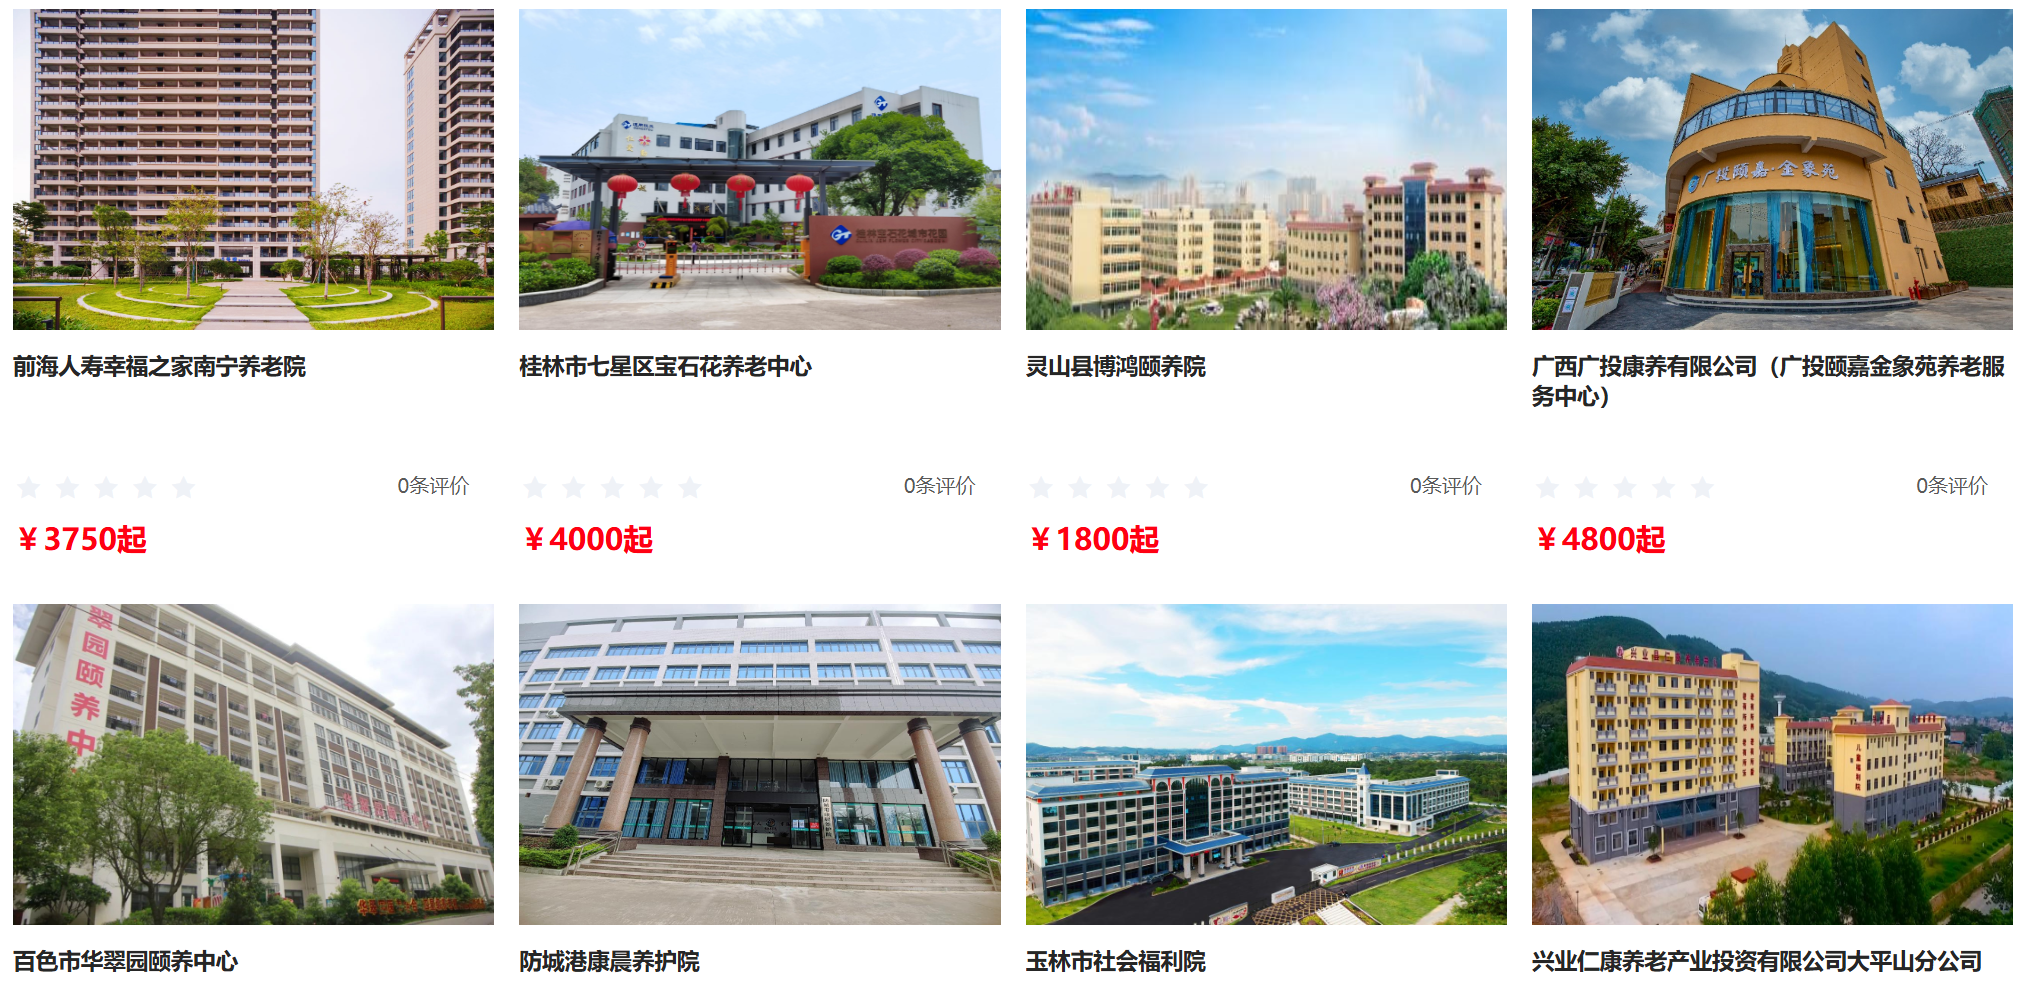 广投颐嘉·金象苑
前海人寿幸福之家南宁养老院
桂林市七星区宝石花养老中心
灵山县博鸿颐养院
广西广投康养有限公司（广投颐嘉金象苑养老服
务中心）
0条评价
0条评价
0条评价
0条评价
￥3750起
￥4000起
￥1800起
￥4800起
翠园颐养中
百色市华翠园颐养中心
防城港康晨养护院
玉林市社会福利院
兴业仁康养老产业投资有限公司大平山分公司